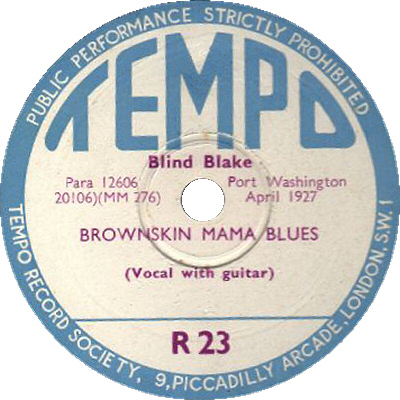 PUBLIC PERFORMANCE STRICTLY PROHIBITED
TEMPO
Blind Blake
Para 12606 Port Washington
20106)(MM 276) April 1927
BROWNSKIN MAMA BLUES
(Vocal with guitar)
R 23
TEMPO RECORD SOCIETY, 9, PICCADILLY ARCADE, LONDON. S.W. 1